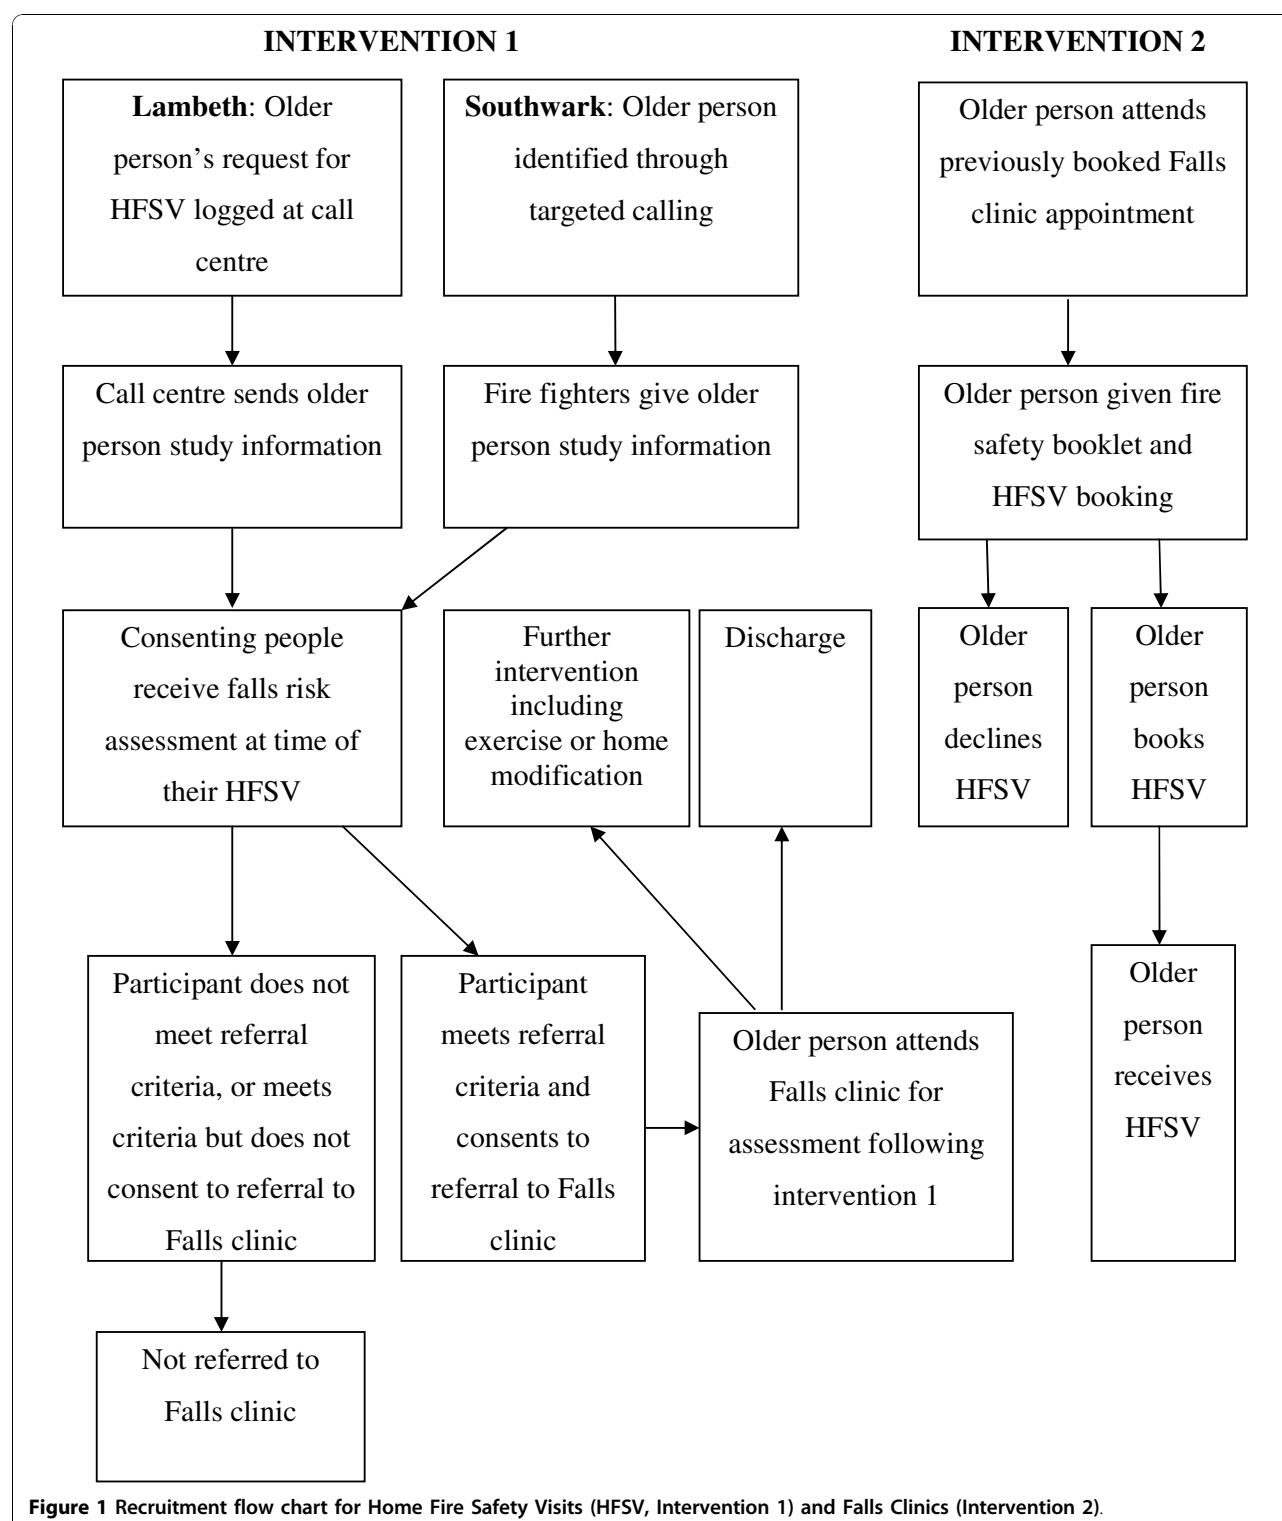 INTERVENTION 1
Lambeth: Older
person’s request for
HFSV logged at call
centre
Southwark: Older person
identified through
targeted calling
Call centre sends older
person study information
Fire fighters give older
person study information
Consenting people
receive falls risk
assessment at time of
their HFSV
Further
intervention
including
exercise or home
modification
Discharge
Participant does not
meet referral
criteria, or meets
criteria but does not
consent to referral to
Falls clinic
Participant
meets referral
criteria and
consents to
referral to Falls
clinic
Older person attends
Falls clinic for
assessment following
intervention 1
Not referred to
Falls clinic
INTERVENTION 2
Older person attends
previously booked Falls
clinic appointment
Older person given fire
safety booklet and
HFSV booking
Older
person
declines
HFSV
Older
person
books
HFSV
Older
person
receives
HFSV
Figure 1 Recruitment flow chart for Home Fire Safety Visits (HFSV, Intervention 1) and Falls Clinics (Intervention 2).